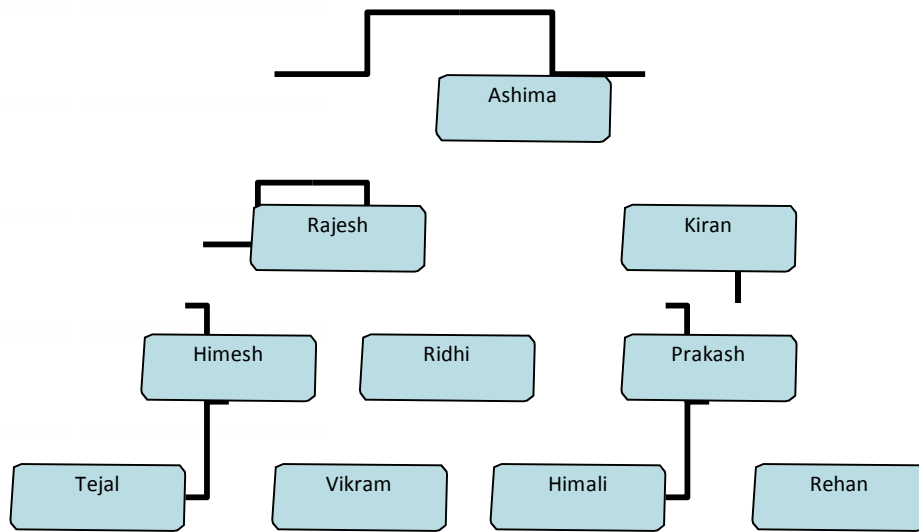 Ashima
Rajesh
Kiran
Himesh
Ridhi
Prakash
Tejal
Vikram
Himali
Rehan